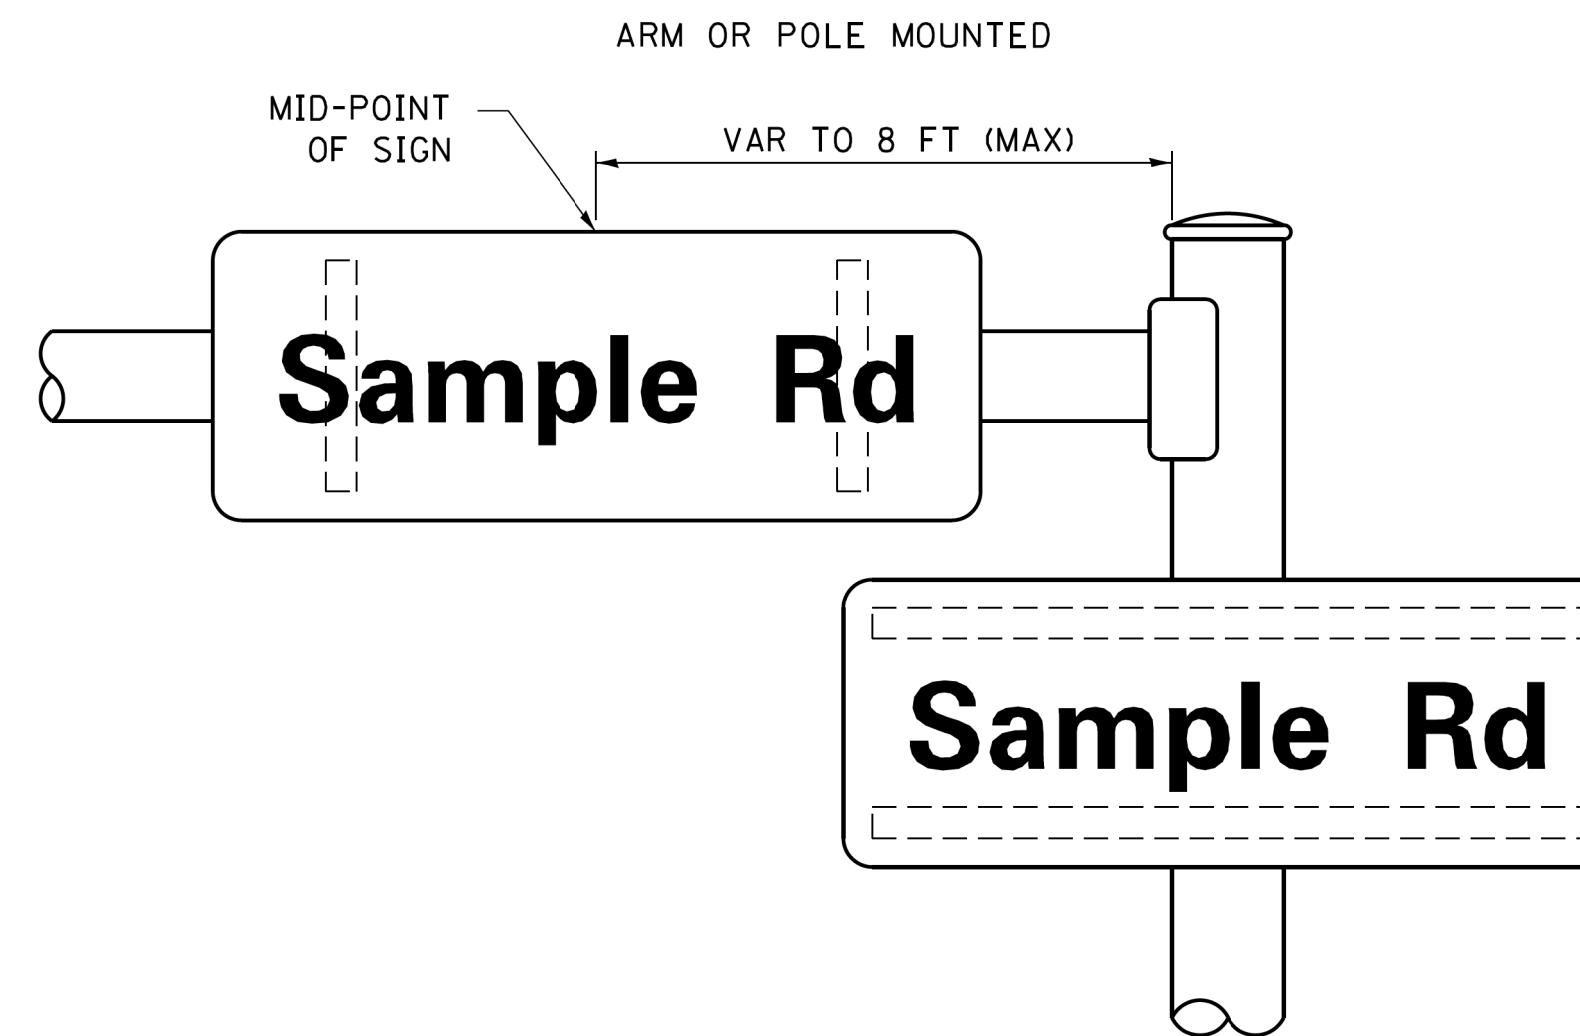 ARM OR POLE MOUNTED
MID-POINT
OF SIGN
VAR TO 8 FT (MAX)
Sample Rd
Sample Rd